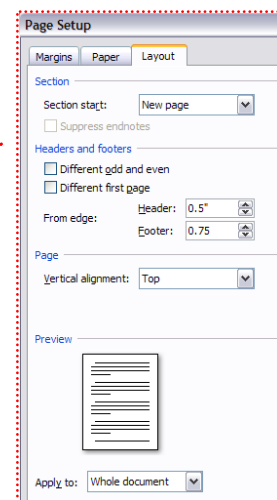 Page Setup
Margins Paper Layout
Section
Section start: New page
Suppress endnotes
Headers and footers
Different odd and even
Different first page
From edge: Header: 0.5"
Footer: 0.75
Page
Vertical alignment: Top
Preview
Apply to: Whole document